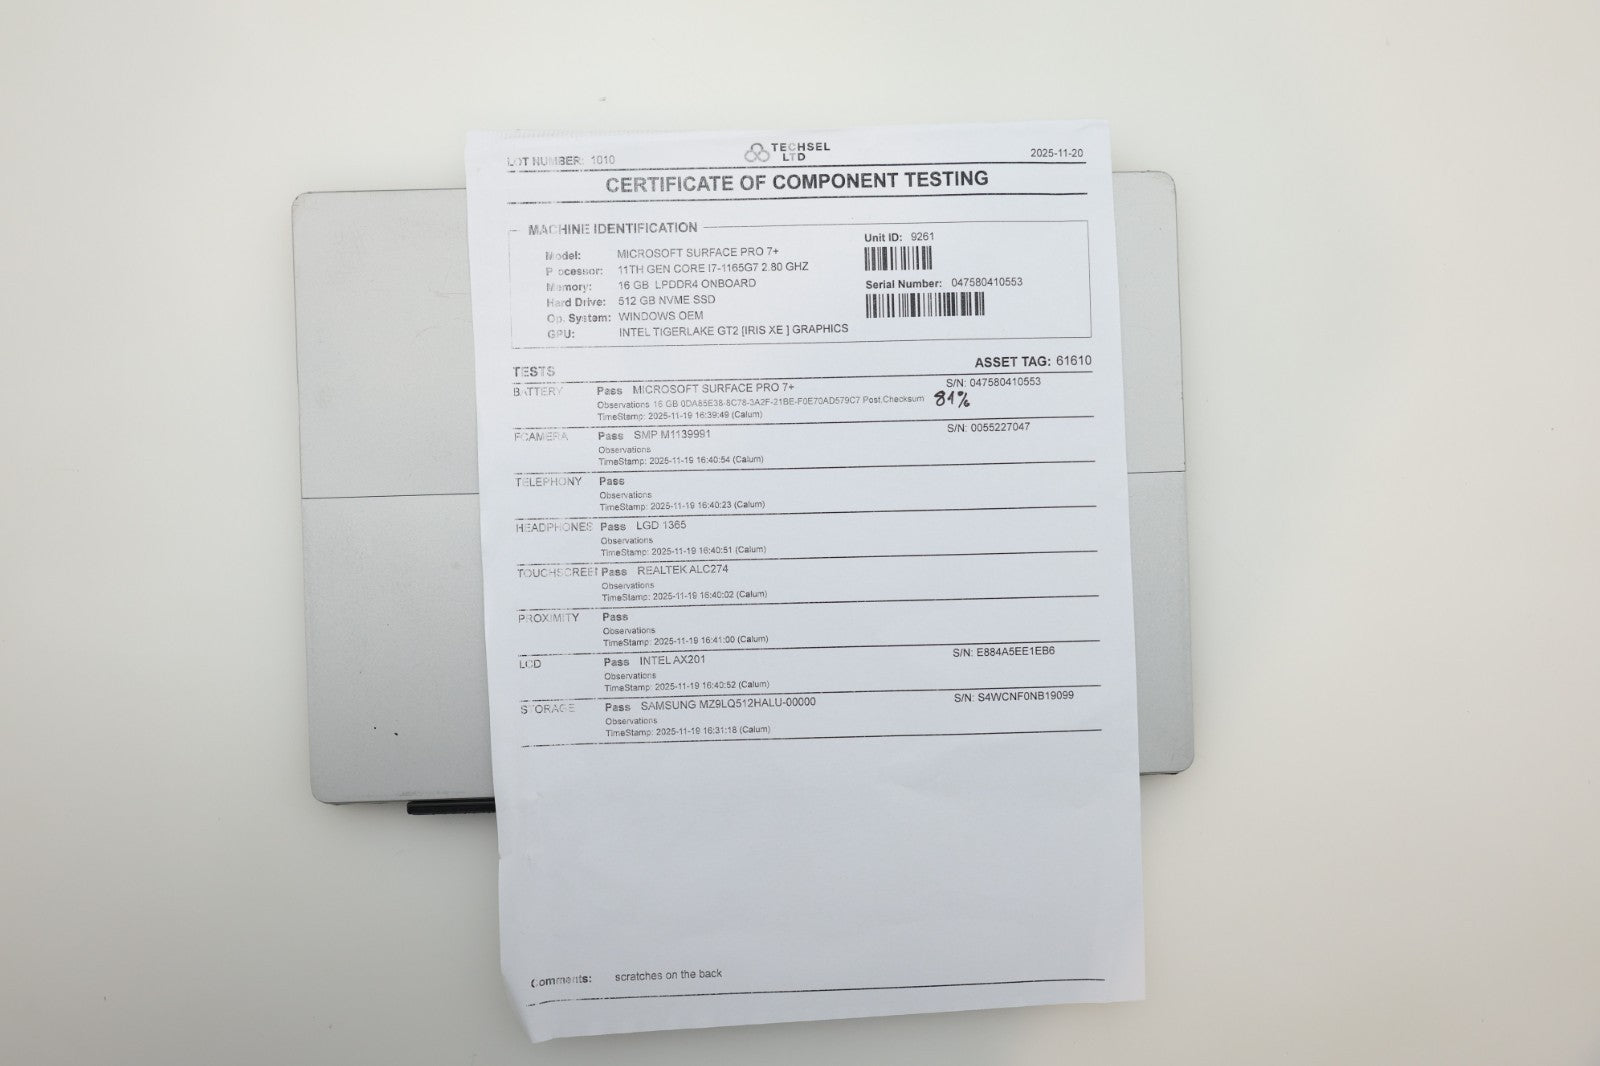 LOT NUMBER: 1010
TECHSEL
LTD
2025-11-20
CERTIFICATE OF COMPONENT TESTING
MACHINE IDENTIFICATION
Model: MICROSOFT SURFACE PRO 7+
Processor: 11TH GEN CORE I7-1165G7 2.80 GHZ
Memory: 16 GB LPDDR4 ONBOARD
Hard Drive: 512 GB NVME SSD
Op. System: WINDOWS OEM
GPU: INTEL TIGERLAKE GT2 [IRIS XE ] GRAPHICS
Unit ID: 9261
Serial Number: 047580410553
ASSET TAG: 61610
TESTS
BATTERY Pass MICROSOFT SURFACE PRO 7+ S/N: 047580410553
Observations 16 GB 0DA85E38-8C78-3A2F-21BE-F0E70AD579C7 Post.Checksum 81%
TimeStamp: 2025-11-19 16:39:49 (Calum)
FCAMERA Pass SMP M1139991 S/N: 0055227047
Observations
TimeStamp: 2025-11-19 16:40:54 (Calum)
TELEPHONY Pass
Observations
TimeStamp: 2025-11-19 16:40:23 (Calum)
HEADPHONES Pass LGD 1365
Observations
TimeStamp: 2025-11-19 16:40:51 (Calum)
TOUCHSCREEN Pass REALTEK ALC274
Observations
TimeStamp: 2025-11-19 16:40:02 (Calum)
PROXIMITY Pass
Observations
TimeStamp: 2025-11-19 16:41:00 (Calum)
LCD Pass INTEL AX201 S/N: E884A5EE1EB6
Observations
TimeStamp: 2025-11-19 16:40:52 (Calum)
STORAGE Pass SAMSUNG MZ9LQ512HALU-00000 S/N: S4WCNF0NB19099
Observations
TimeStamp: 2025-11-19 16:31:18 (Calum)
Comments: scratches on the back